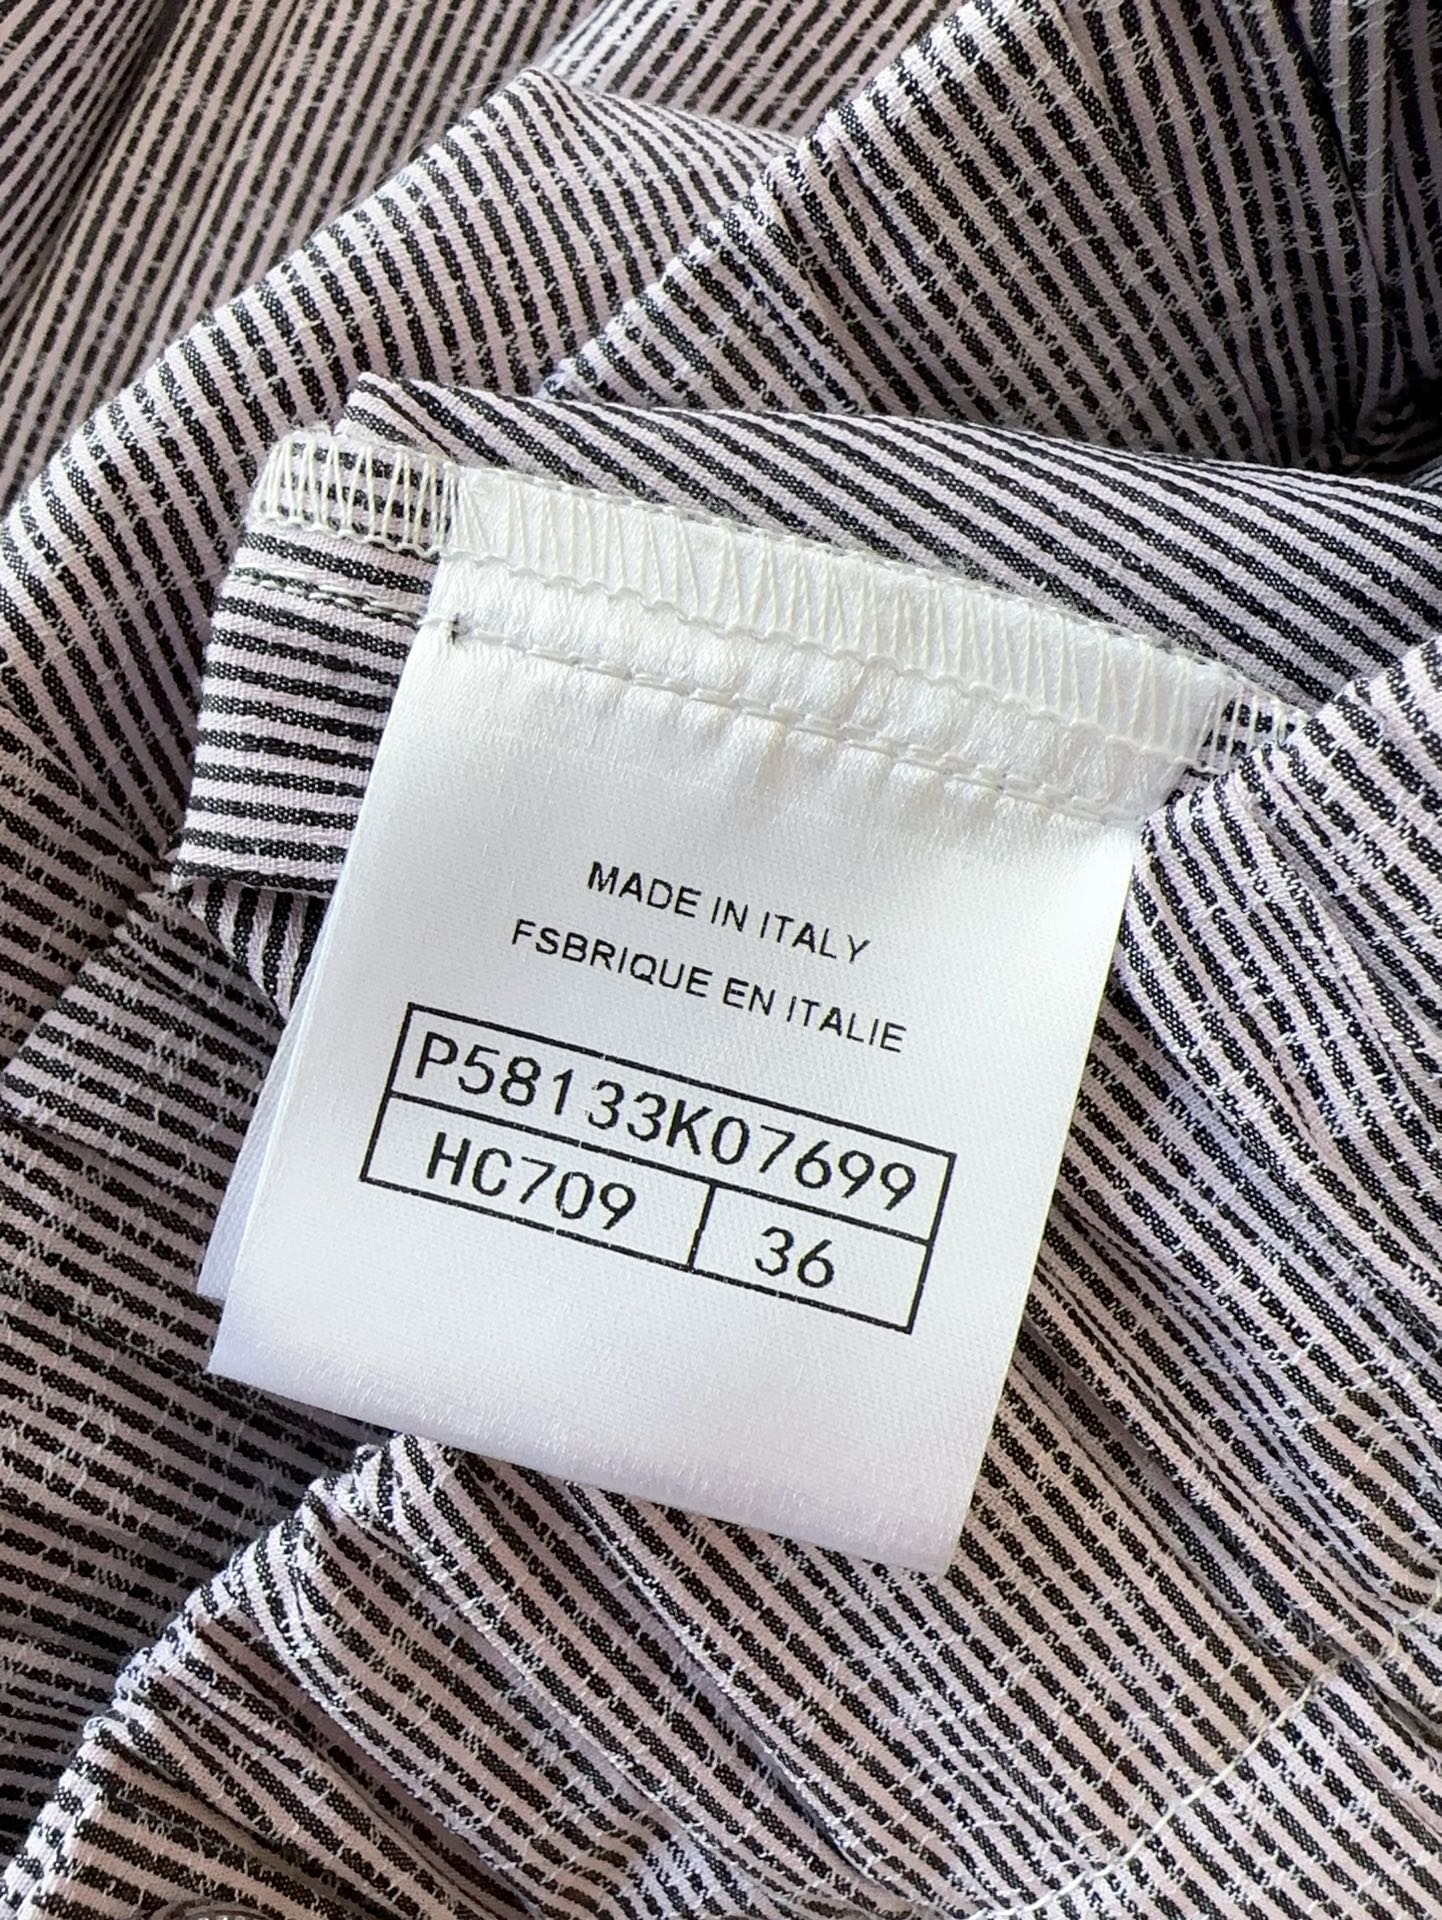 MADE IN ITALY
FSBRIQUE EN ITALIE
P58133K07699
HC709 36